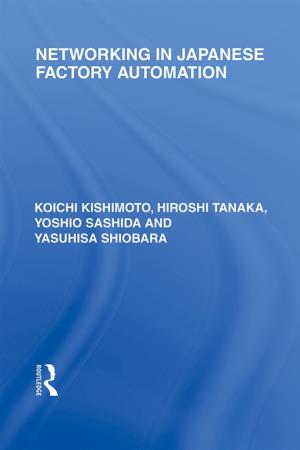 NETWORKING IN JAPANESE
FACTORY AUTOMATION
KOICHI KISHIMOTO, HIROSHI TANAKA,
YOSHIO SASHIDA AND
YASUHISA SHIOBARA
ROUTLEDGE